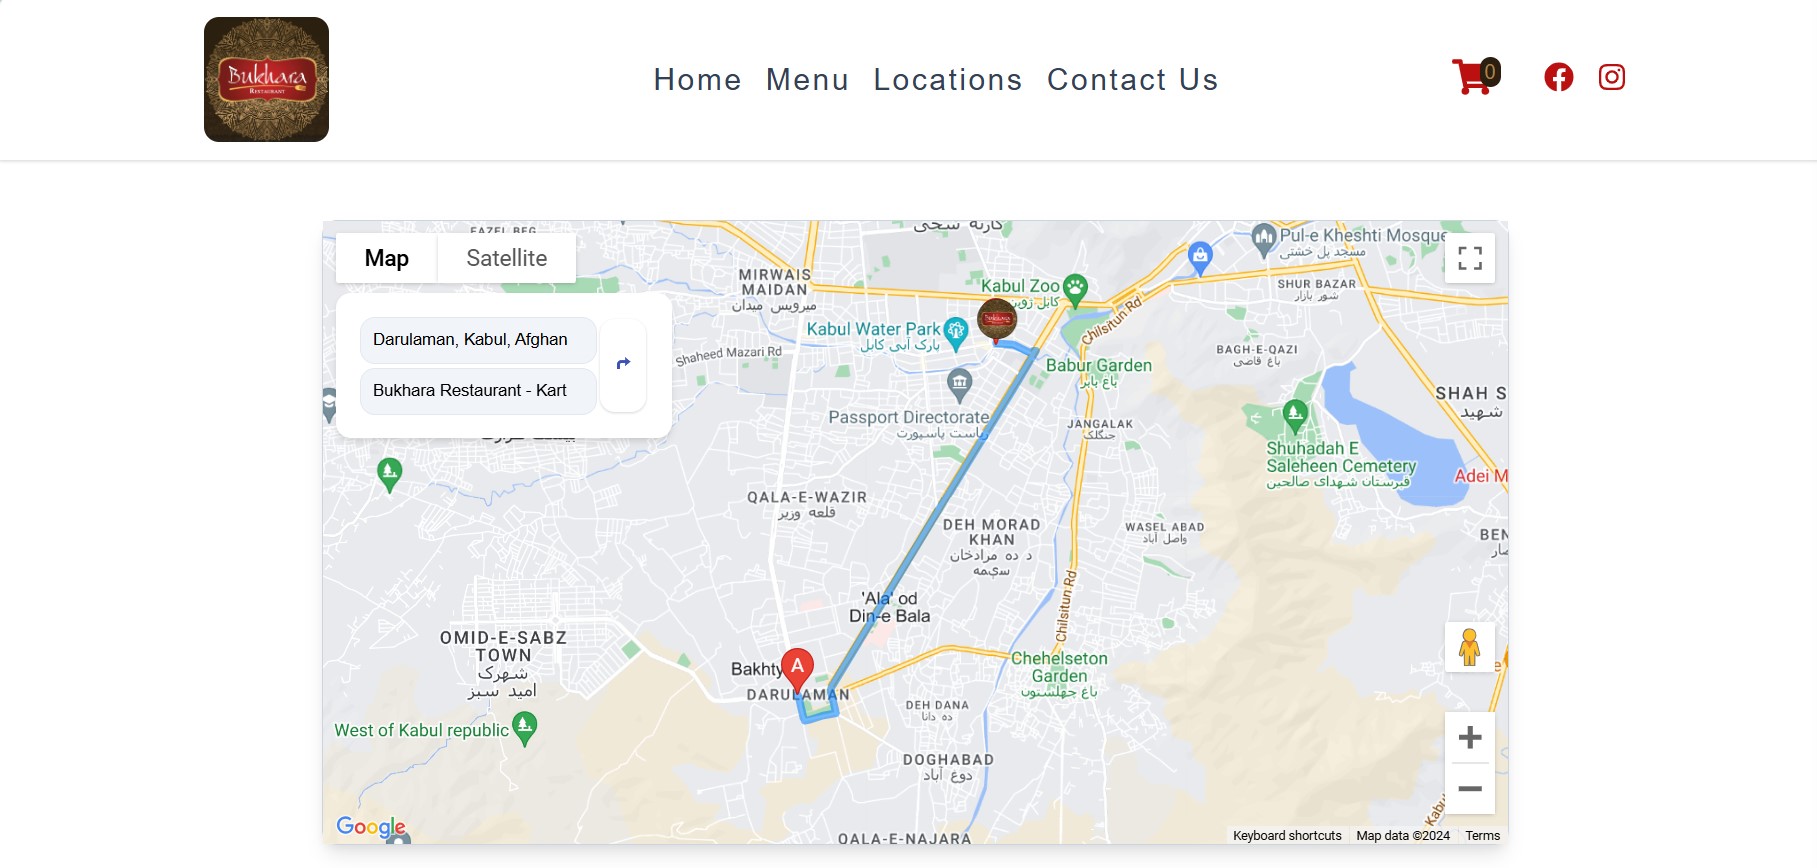 Bukhara
RESTAURANT
Home Menu Locations Contact Us
0
Map Satellite
Darulaman, Kabul, Afghan
Bukhara Restaurant - Kart
FAZEL BEG
کارته سخی
Pul-e Kheshti Mosque
مسجد پل خشتی
MIRWAIS
MAIDAN
میرویس میدان
Kabul Zoo
کابل ژوین
SHUR BAZAR
شور بازار
Chilsitun Rd
Bukhara
Kabul Water Park
پارک آبی کابل
Shaheed Mazari Rd
BAGH-E-QAZI
باغ قاضی
Babur Garden
باغ بابر
SHAH S
شهید
Passport Directorate
ریاست پاسپورت
JANGALAK
جنگلک
Shuhadah E
Saleheen Cemetery
قبرستان شهدای صالحین
Adei M
QALA-E-WAZIR
قلعه وزیر
DEH MORAD
KHAN
د ده مرادخان
سیمه
WASEL ABAD
واصل آباد
BEN
Chilsitun Rd
'Ala' od
Din-e Bala
OMID-E-SABZ
TOWN
شهرک
امید سبز
Bakhty
A
DARULAMAN
Chehelseton
Garden
باغ چهلستون
DEH DANA
ده دانا
West of Kabul republic
DOGHABAD
دوغ آباد
Kabu
Google
QALA-E-NAJARA
Keyboard shortcuts Map data ©2024 Terms